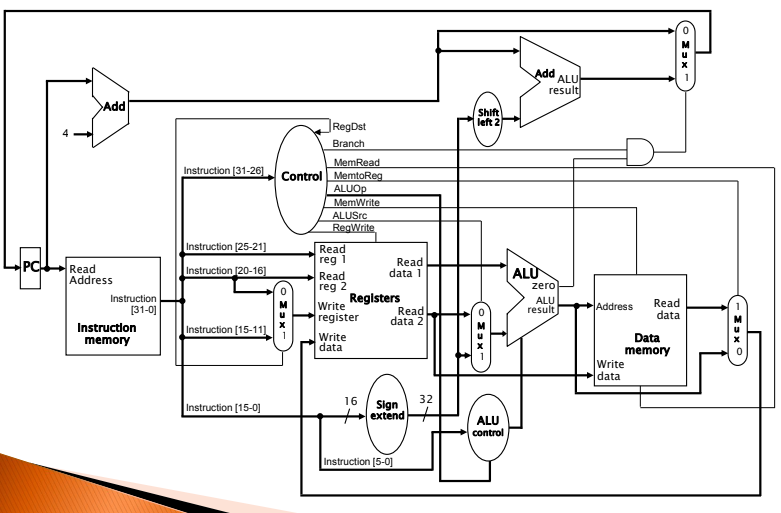 0
M
u
x
1
Add
ALU
result
Add
Shift
left 2
4
RegDst
Branch
MemRead
MemtoReg
ALUOp
MemWrite
ALUSrc
RegWrite
Control
Instruction [31-26]
PC
Read
Address
Instruction
[31-0]
Instruction
memory
Instruction [25-21]
Instruction [20-16]
Instruction [15-11]
0
M
u
x
1
Read
reg 1
Read
reg 2
Write
register
Write
data
Registers
Read
data 1
Read
data 2
0
M
u
x
1
ALU
zero
ALU
result
Address
Read
data
Data
memory
Write
data
1
M
u
x
0
Instruction [15-0]
16
Sign
extend
32
ALU
control
Instruction [5-0]